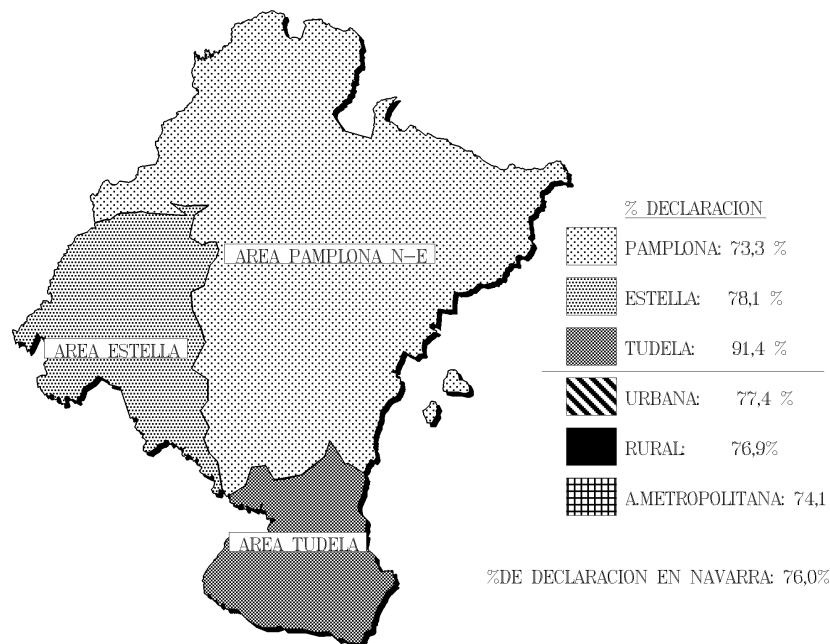 % DECLARACION
AREA PAMPLONA N-E
PAMPLONA: 73,3 %
ESTELLA: 78,1 %
AREA ESTELLA
TUDELA: 91,4 %
URBANA: 77,4 %
RURAL: 76,9%
A.METROPOLITANA: 74,1
AREA TUDELA
%DE DECLARACION EN NAVARRA: 76,0%